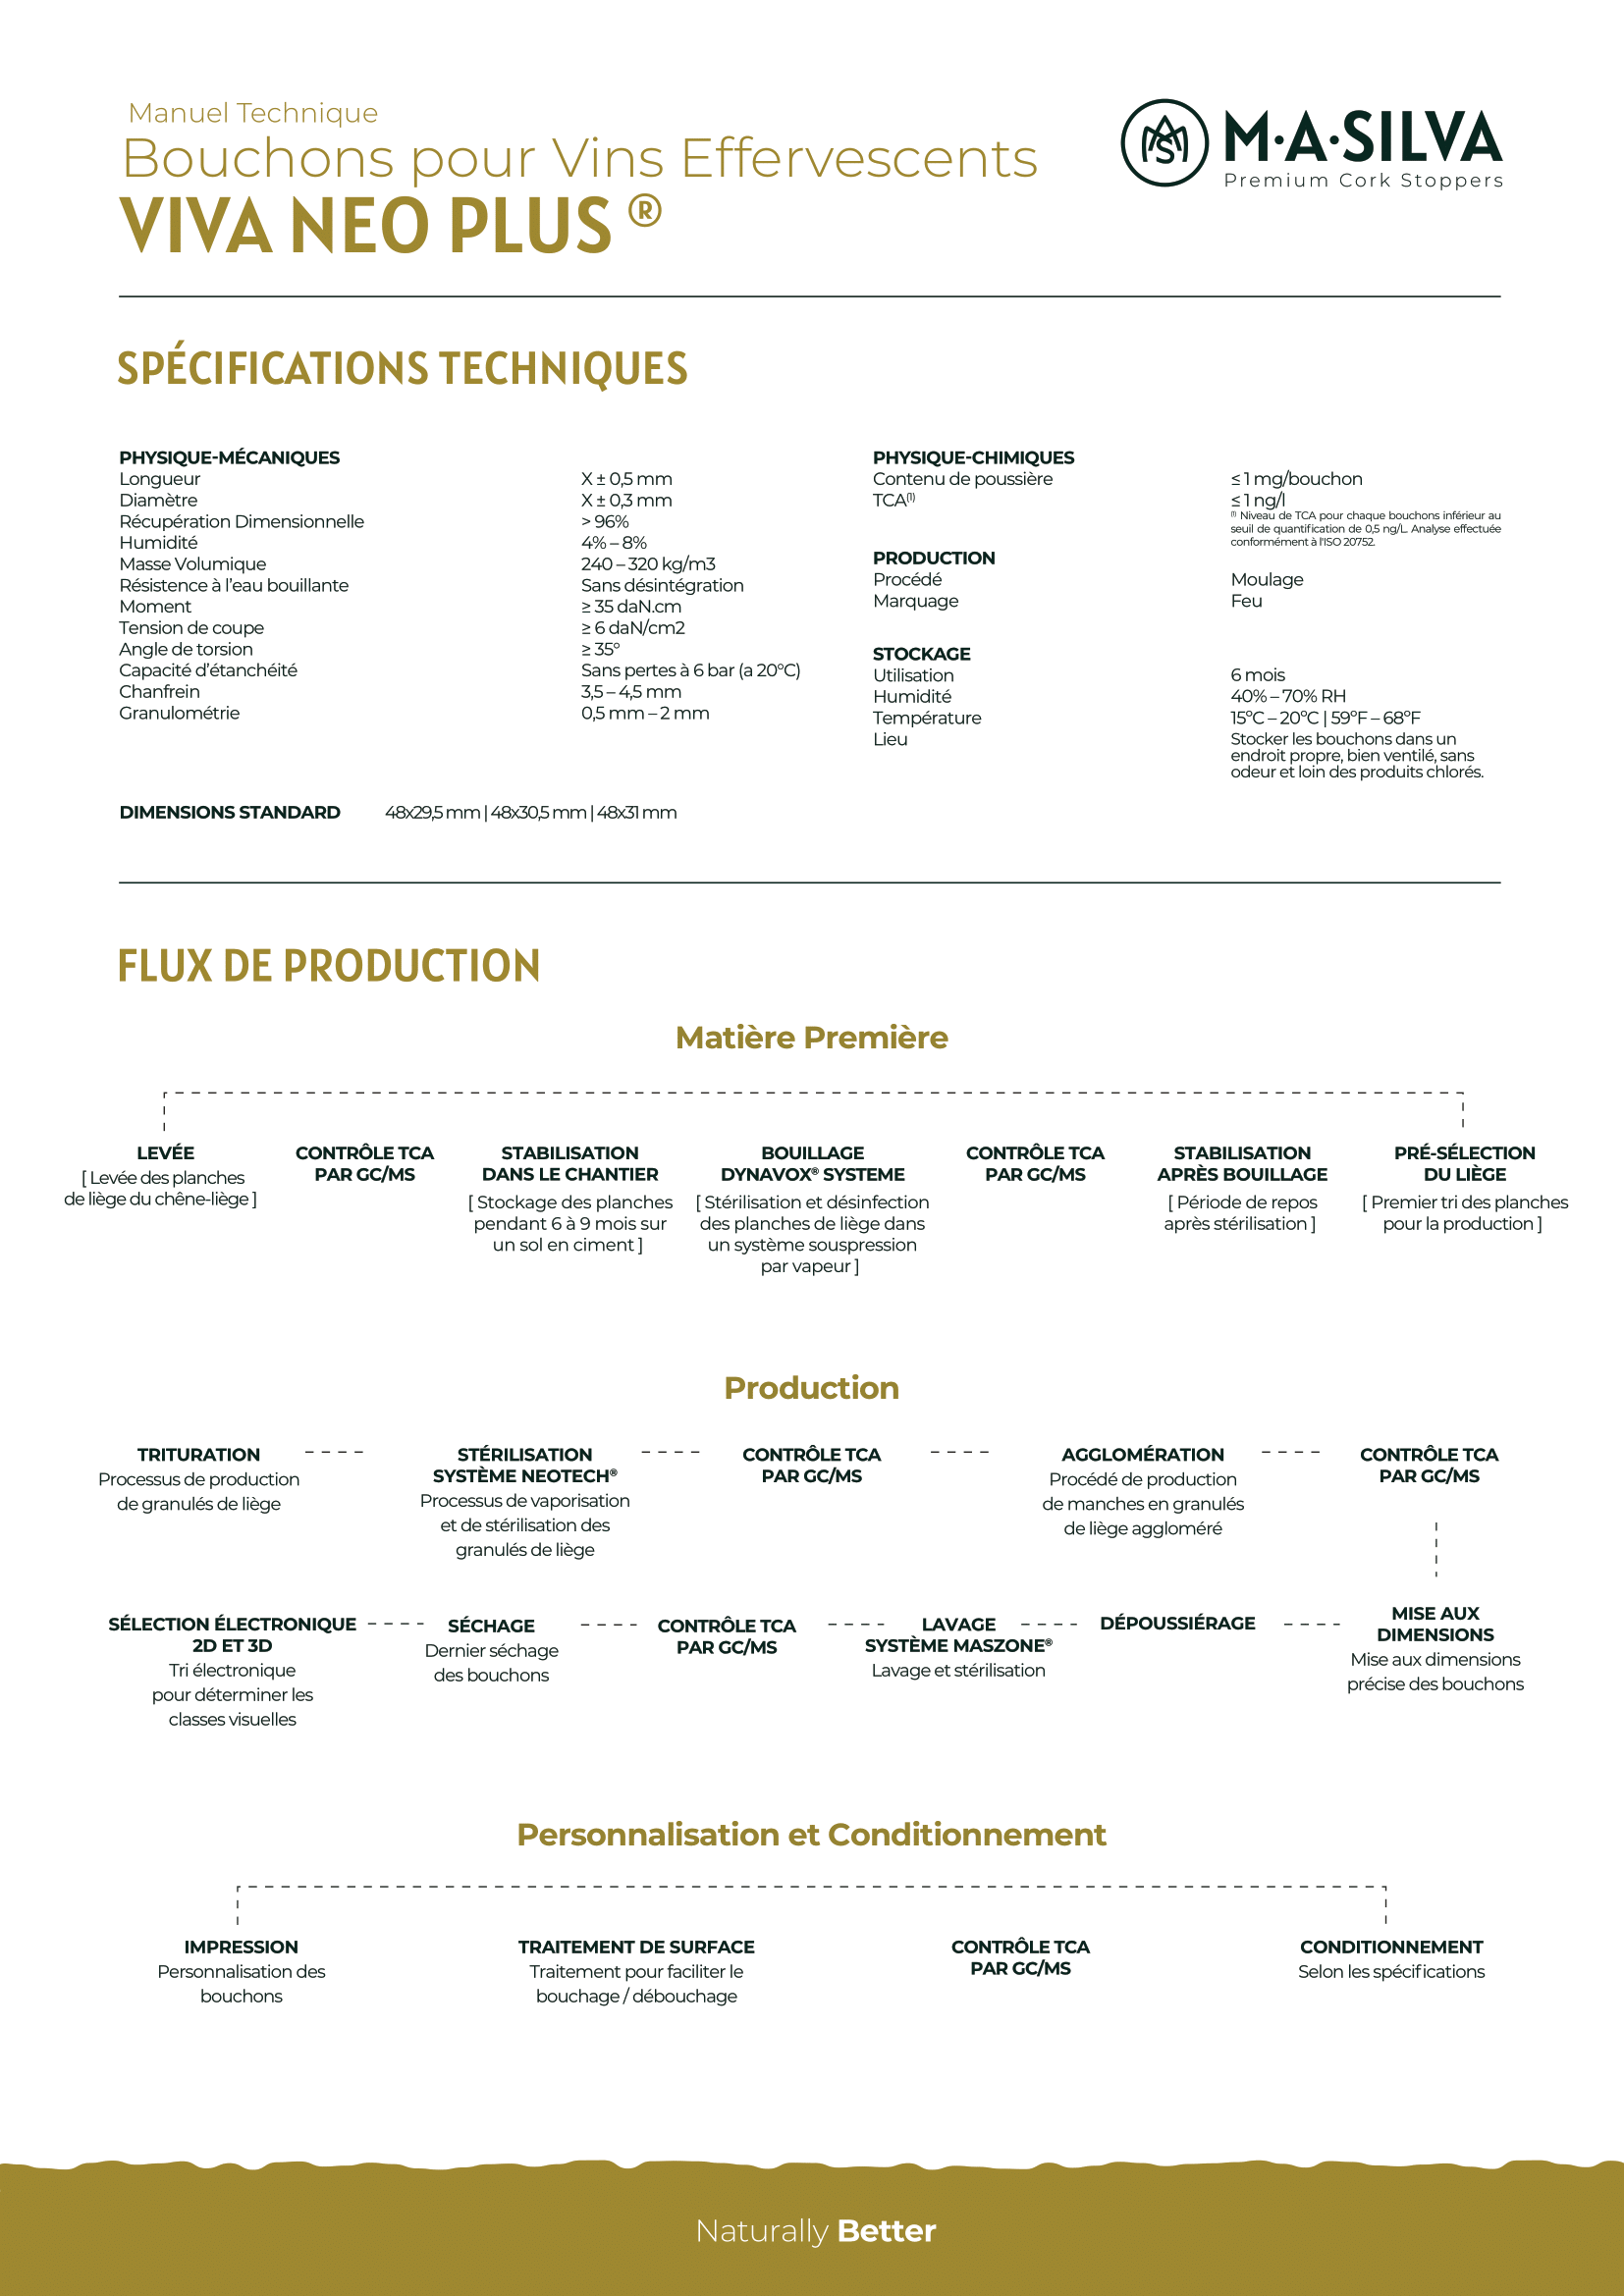 Manuel Technique
Bouchons pour Vins Effervescents
VIVA NEO PLUS ®
M·A·SILVA
Premium Cork Stoppers
SPÉCIFICATIONS TECHNIQUES
PHYSIQUE-MÉCANIQUES
Longueur X ± 0,5 mm
Diamètre X ± 0,3 mm
Récupération Dimensionnelle > 96%
Humidité 4% – 8%
Masse Volumique 240 – 320 kg/m3
Résistence à l'eau bouillante Sans désintégration
Moment ≥ 35 daN.cm
Tension de coupe ≥ 6 daN/cm2
Angle de torsion ≥ 35º
Capacité d'étanchéité Sans pertes à 6 bar (a 20ºC)
Chanfrein 3,5 – 4,5 mm
Granulométrie 0,5 mm – 2 mm
DIMENSIONS STANDARD 48x29,5 mm | 48x30,5 mm | 48x31 mm
PHYSIQUE-CHIMIQUES
Contenu de poussière ≤ 1 mg/bouchon
TCA(1) ≤ 1 ng/l
(1) Niveau de TCA pour chaque bouchons inférieur au
seuil de quantification de 0,5 ng/L. Analyse effectuée
conformément à l'ISO 20752.
PRODUCTION
Procédé Moulage
Marquage Feu
STOCKAGE
Utilisation 6 mois
Humidité 40% – 70% RH
Température 15ºC – 20ºC | 59ºF – 68ºF
Lieu Stocker les bouchons dans un
endroit propre, bien ventilé, sans
odeur et loin des produits chlorés.
FLUX DE PRODUCTION
Matière Première
LEVÉE
[ Levée des planches
de liège du chêne-liège ]
CONTRÔLE TCA
PAR GC/MS
STABILISATION
DANS LE CHANTIER
[ Stockage des planches
pendant 6 à 9 mois sur
un sol en ciment ]
BOUILLAGE
DYNAVOX® SYSTEME
[ Stérilisation et désinfection
des planches de liège dans
un système souspression
par vapeur ]
CONTRÔLE TCA
PAR GC/MS
STABILISATION
APRÈS BOUILLAGE
[ Période de repos
après stérilisation ]
PRÉ-SÉLECTION
DU LIÈGE
[ Premier tri des planches
pour la production ]
Production
TRITURATION
Processus de production
de granulés de liège
STÉRILISATION
SYSTÈME NEOTECH®
Processus de vaporisation
et de stérilisation des
granulés de liège
CONTRÔLE TCA
PAR GC/MS
AGGLOMÉRATION
Procédé de production
de manches en granulés
de liège aggloméré
CONTRÔLE TCA
PAR GC/MS
SÉLECTION ÉLECTRONIQUE
2D ET 3D
Tri électronique
pour déterminer les
classes visuelles
SÉCHAGE
Dernier séchage
des bouchons
CONTRÔLE TCA
PAR GC/MS
LAVAGE
SYSTÈME MASZONE®
Lavage et stérilisation
DÉPOUSSIÉRAGE
MISE AUX
DIMENSIONS
Mise aux dimensions
précise des bouchons
Personnalisation et Conditionnement
IMPRESSION
Personnalisation des
bouchons
TRAITEMENT DE SURFACE
Traitement pour faciliter le
bouchage / débouchage
CONTRÔLE TCA
PAR GC/MS
CONDITIONNEMENT
Selon les spécifications
Naturally Better